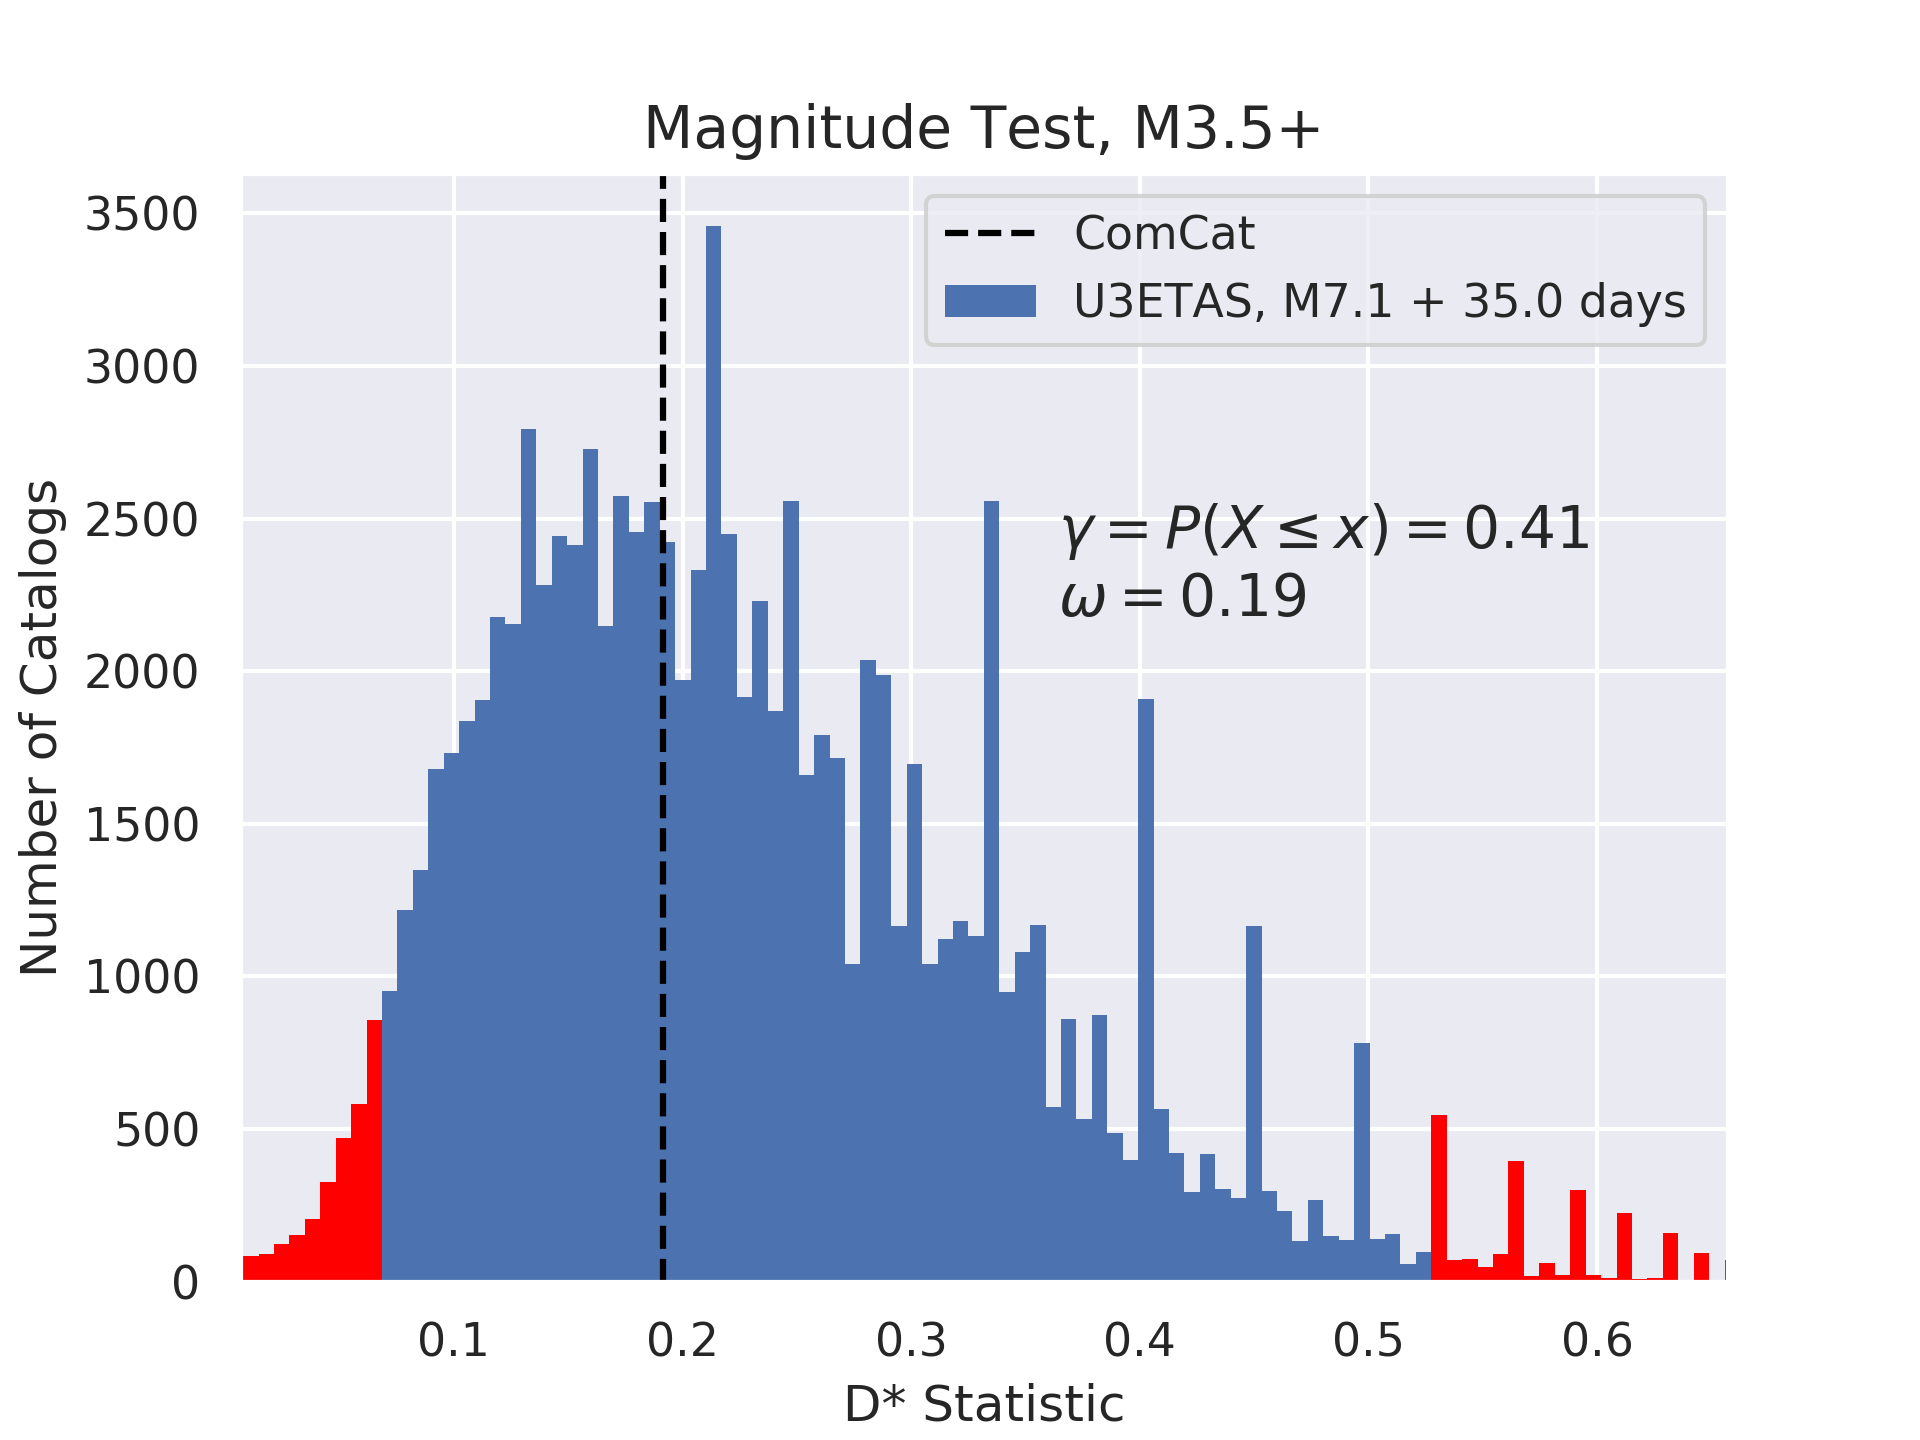 Magnitude Test, M3.5+
ComCat
U3ETAS, M7.1 + 35.0 days
γ = P(X ≤ x) = 0.41
ω = 0.19
Number of Catalogs
3500
3000
2500
2000
1500
1000
500
0
0.1 0.2 0.3 0.4 0.5 0.6
D* Statistic